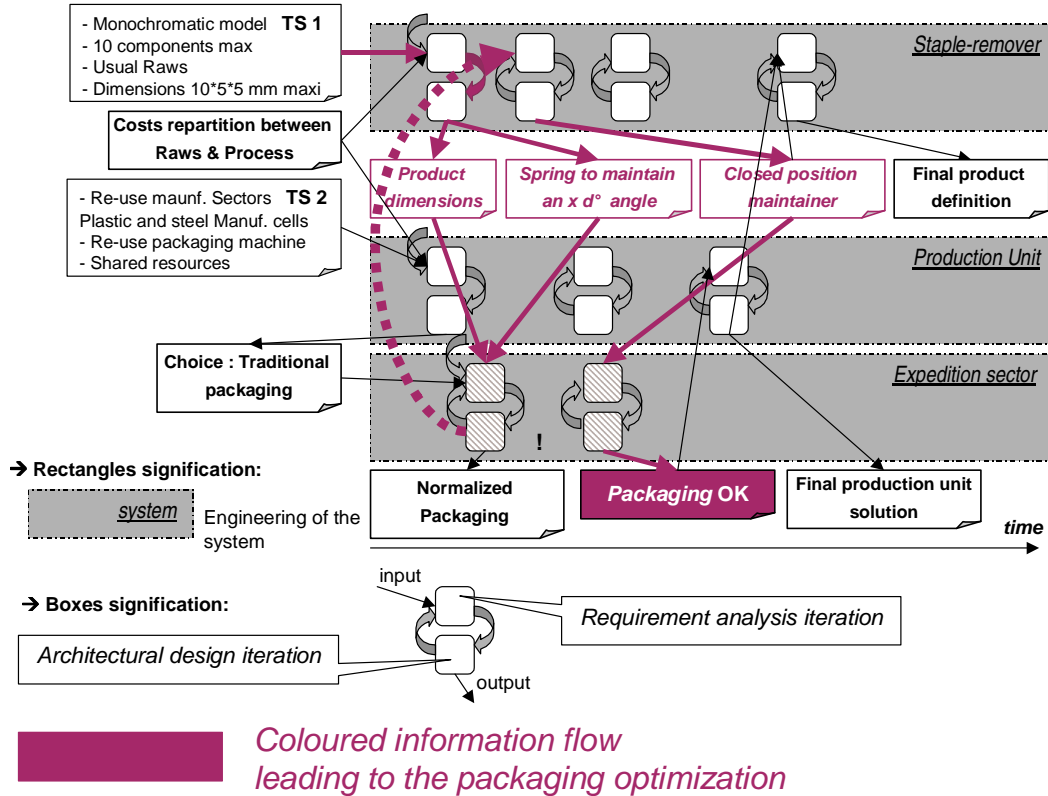 - Monochromatic model TS 1
- 10 components max
- Usual Raws
- Dimensions 10*5*5 mm maxi
Staple-remover
Costs repartition between
Raws & Process
Product
dimensions
Spring to maintain
an x d° angle
Closed position
maintainer
Final product
definition
- Re-use maunf. Sectors TS 2
Plastic and steel Manuf. cells
- Re-use packaging machine
- Shared resources
Production Unit
Choice : Traditional
packaging
Expedition sector
!
➔ Rectangles signification:
system
Engineering of the
system
Normalized
Packaging
Packaging OK
Final production unit
solution
time
➔ Boxes signification:
input
Requirement analysis iteration
Architectural design iteration
output
Coloured information flow
leading to the packaging optimization